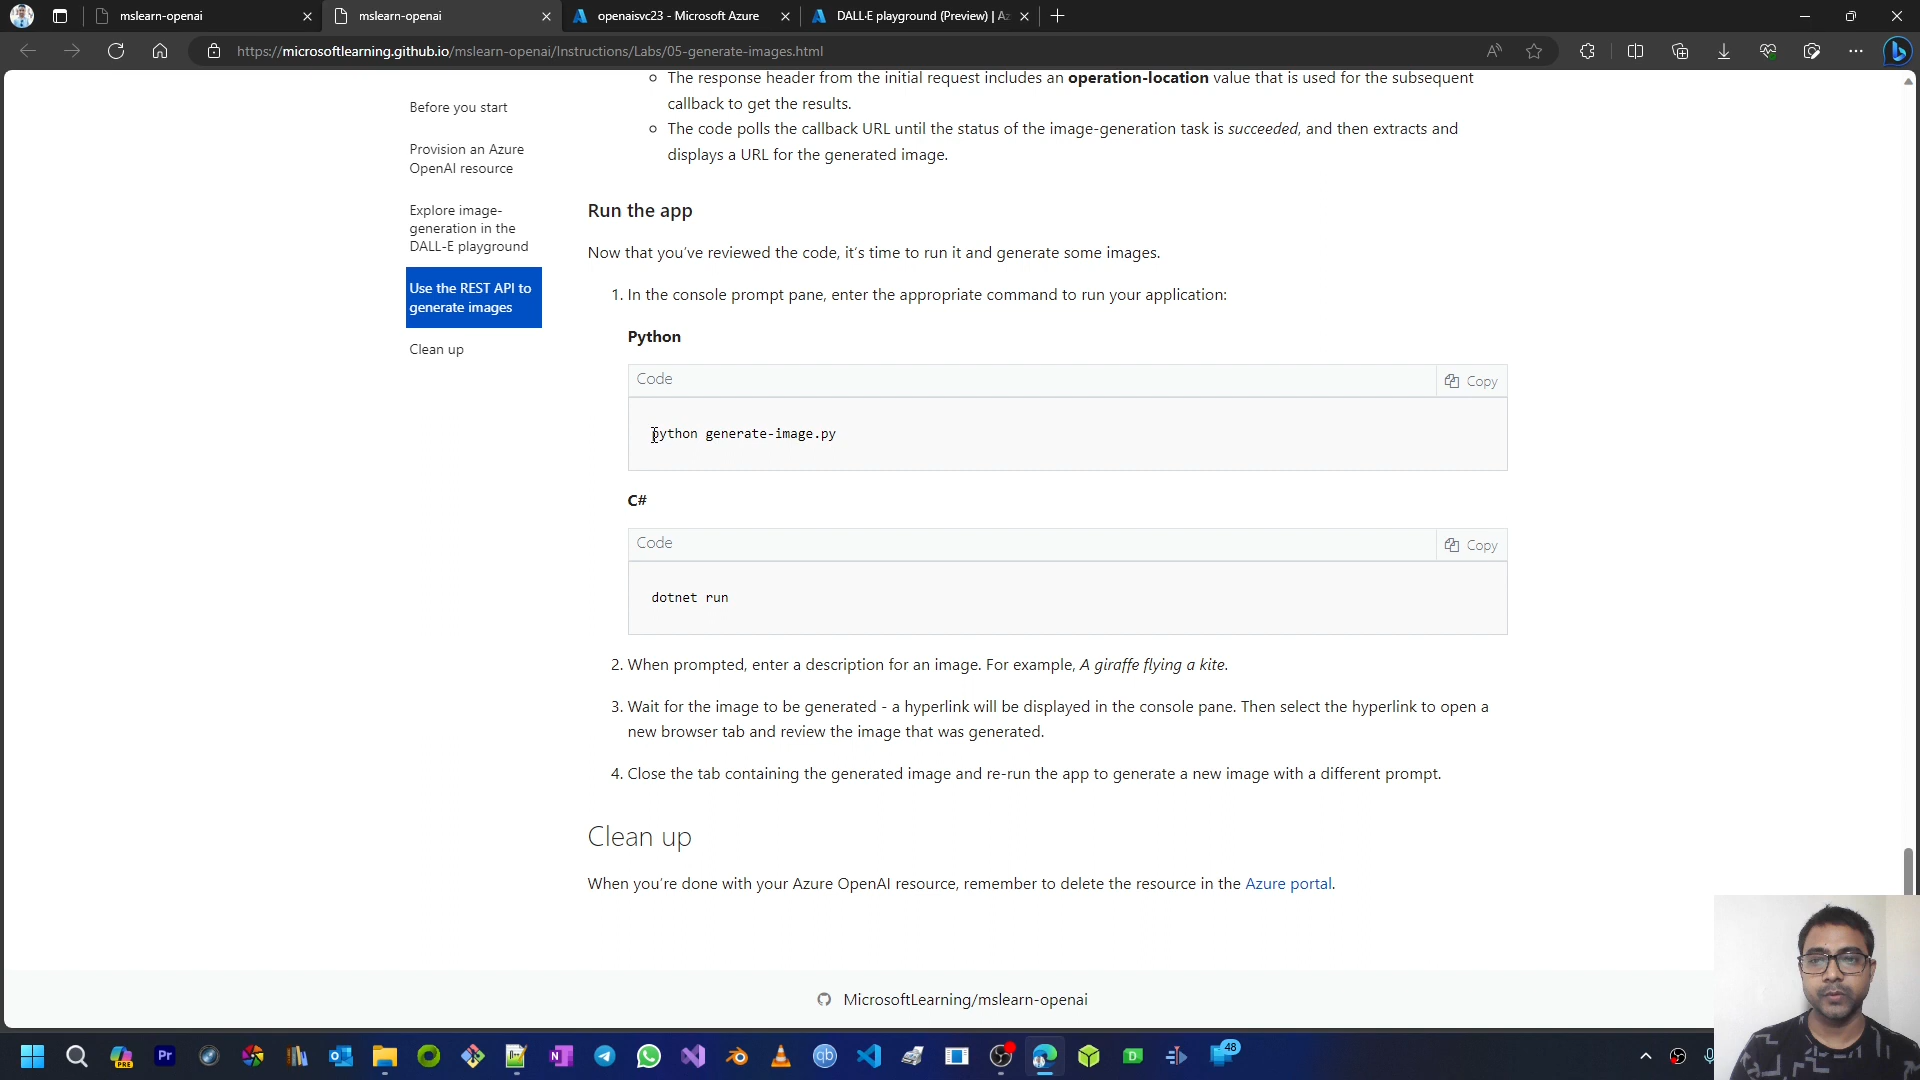 mslearn-openai
mslearn-openai
openaisvc23 - Microsoft Azure
DALL·E playground (Preview) | Az
https://microsoftlearning.github.io/mslearn-openai/Instructions/Labs/05-generate-images.html
Before you start
Provision an Azure
OpenAI resource
Explore image-
generation in the
DALL-E playground
Use the REST API to
generate images
Clean up
The response header from the initial request includes an operation-location value that is used for the subsequent
callback to get the results.
The code polls the callback URL until the status of the image-generation task is succeeded, and then extracts and
displays a URL for the generated image.
Run the app
Now that you've reviewed the code, it's time to run it and generate some images.
1. In the console prompt pane, enter the appropriate command to run your application:
Python
Code
Copy
python generate-image.py
C#
Code
Copy
dotnet run
2. When prompted, enter a description for an image. For example, A giraffe flying a kite.
3. Wait for the image to be generated - a hyperlink will be displayed in the console pane. Then select the hyperlink to open a
new browser tab and review the image that was generated.
4. Close the tab containing the generated image and re-run the app to generate a new image with a different prompt.
Clean up
When you're done with your Azure OpenAI resource, remember to delete the resource in the Azure portal.
MicrosoftLearning/mslearn-openai
PRE
Pr
N
qb
D
48